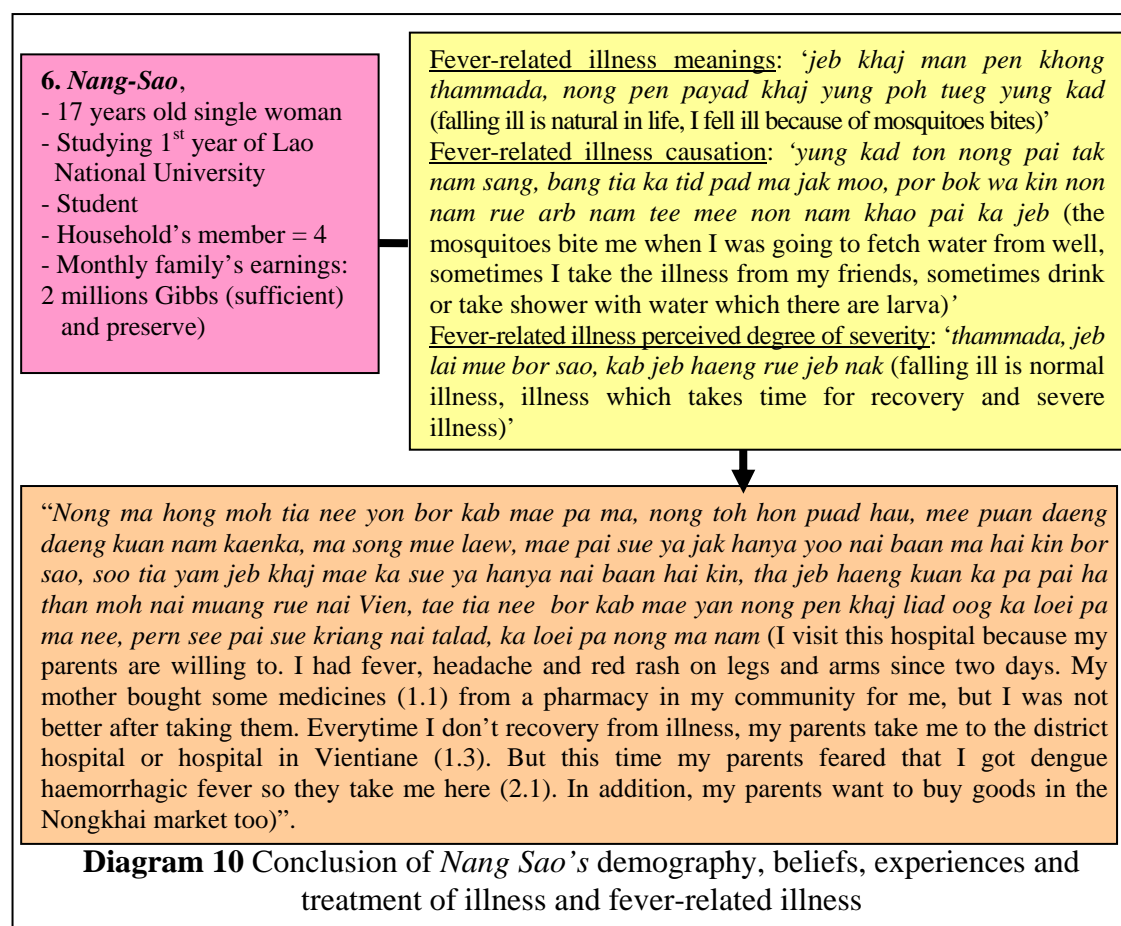 6. Nang-Sao,
- 17 years old single woman
- Studying 1st year of Lao
National University
- Student
- Household's member = 4
- Monthly family's earnings:
2 millions Gibbs (sufficient)
and preserve)
Fever-related illness meanings: ‘jeb khaj man pen khong
thammada, nong pen payad khaj yung poh tueg yung kad
(falling ill is natural in life, I fell ill because of mosquitoes bites)’
Fever-related illness causation: ‘yung kad ton nong pai tak
nam sang, bang tia ka tid pad ma jak moo, por bok wa kin non
nam rue arb nam tee mee non nam khao pai ka jeb (the
mosquitoes bite me when I was going to fetch water from well,
sometimes I take the illness from my friends, sometimes drink
or take shower with water which there are larva)’
Fever-related illness perceived degree of severity: ‘thammada, jeb
lai mue bor sao, kab jeb haeng rue jeb nak (falling ill is normal
illness, illness which takes time for recovery and severe
illness)’
“Nong ma hong moh tia nee yon bor kab mae pa ma, nong toh hon puad hau, mee puan daeng
daeng kuan nam kaenka, ma song mue laew, mae pai sue ya jak hanya yoo nai baan ma hai kin bor
sao, soo tia yam jeb khaj mae ka sue ya hanya nai baan hai kin, tha jeb haeng kuan ka pa pai ha
than moh nai muang rue nai Vien, tae tia nee bor kab mae yan nong pen khaj liad oog ka loei pa
ma nee, pern see pai sue kriang nai talad, ka loei pa nong ma nam (I visit this hospital because my
parents are willing to. I had fever, headache and red rash on legs and arms since two days. My
mother bought some medicines (1.1) from a pharmacy in my community for me, but I was not
better after taking them. Everytime I don't recovery from illness, my parents take me to the district
hospital or hospital in Vientiane (1.3). But this time my parents feared that I got dengue
haemorrhagic fever so they take me here (2.1). In addition, my parents want to buy goods in the
Nongkhai market too)”.
Diagram 10 Conclusion of Nang Sao's demography, beliefs, experiences and
treatment of illness and fever-related illness